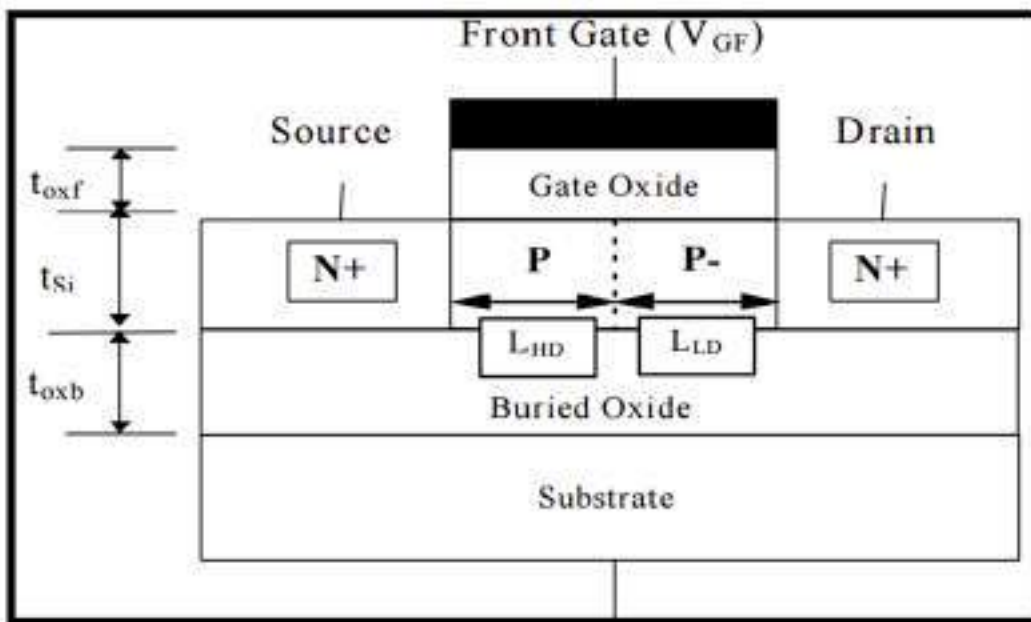 Front Gate (V_GF)
Source
Drain
t_oxf
Gate Oxide
t_Si
N+
P
P-
N+
L_HD
L_LD
t_oxb
Buried Oxide
Substrate